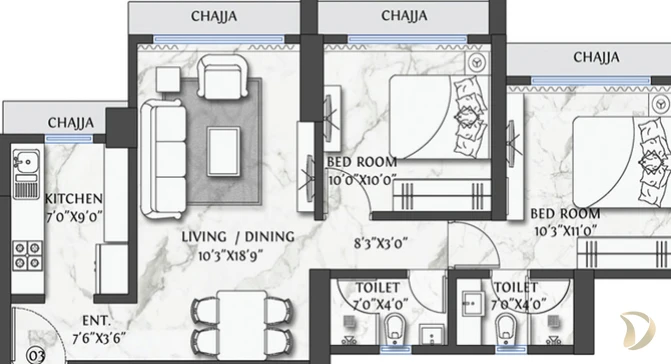 CHAJJA
CHAJJA
CHAJJA
CHAJJA
KITCHEN
7'0"X9'0"
BED ROOM
10'0"X10'0"
BED ROOM
10'3"X11'0"
LIVING / DINING
10'3"X18'9"
8'3"X3'0"
TOILET
7'0"X4'0"
TOILET
7'0"X4'0"
ENT.
7'6"X3'6"
03